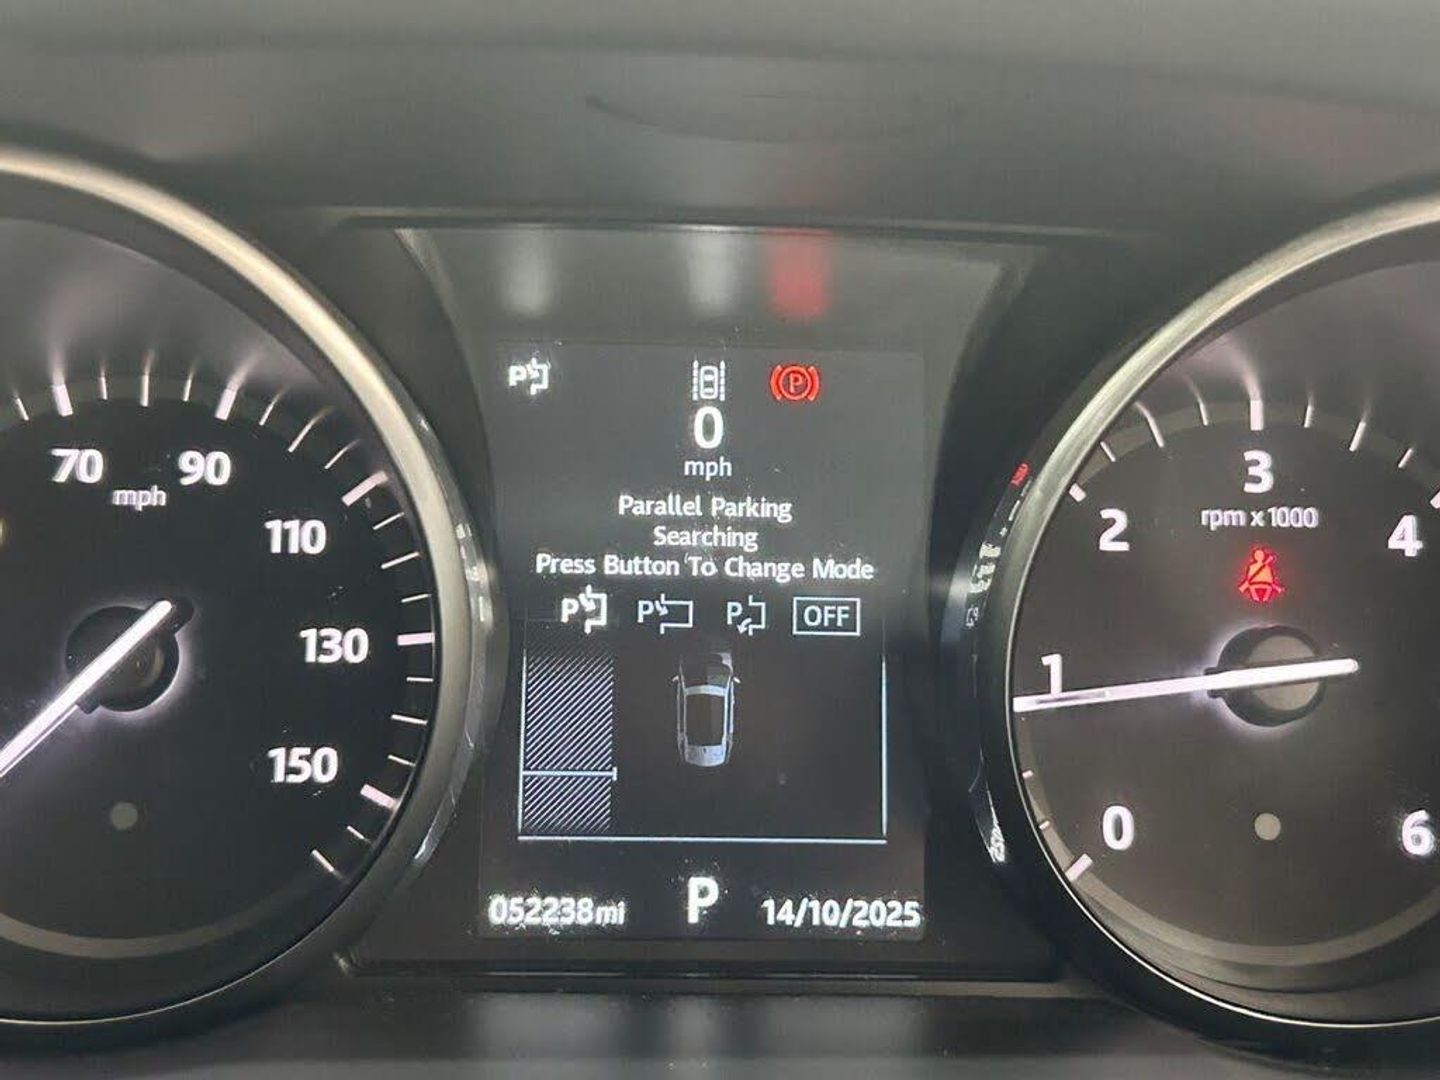 0
mph
Parallel Parking
Searching
Press Button To Change Mode
P P P OFF
70 90
mph
110
130
150
3
rpm x 1000
2 4
1
0 6
052238mi P 14/10/2025